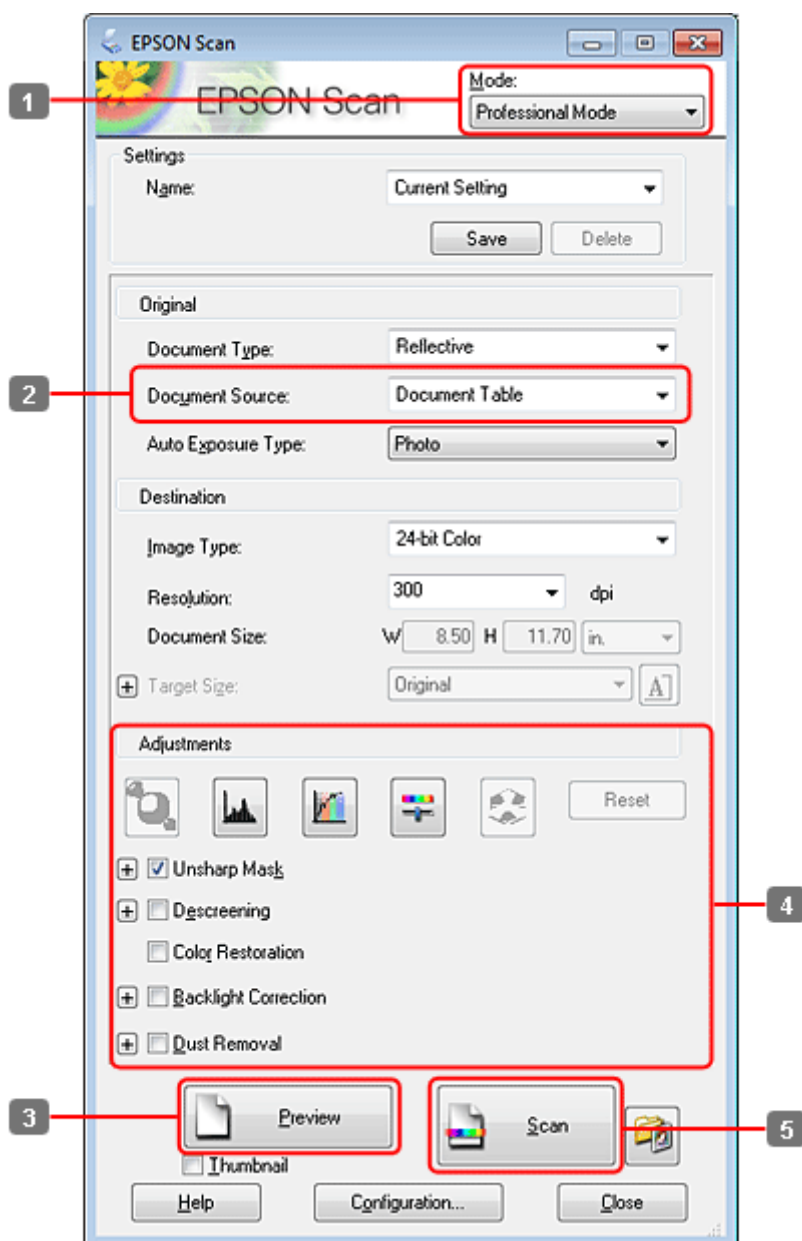 EPSON Scan
EPSON Scan
Mode:
1
Professional Mode
Settings
Name:
Current Setting
Save
Delete
Original
Document Type:
Reflective
2
Document Source:
Document Table
Auto Exposure Type:
Photo
Destination
Image Type:
24-bit Color
Resolution:
300
dpi
Document Size:
W 8.50 H 11.70 in.
Target Size:
Original
A
Adjustments
Reset
Unsharp Mask
4
Descreening
Color Restoration
Backlight Correction
Dust Removal
3
Preview
Scan
5
Thumbnail
Help
Configuration...
Close